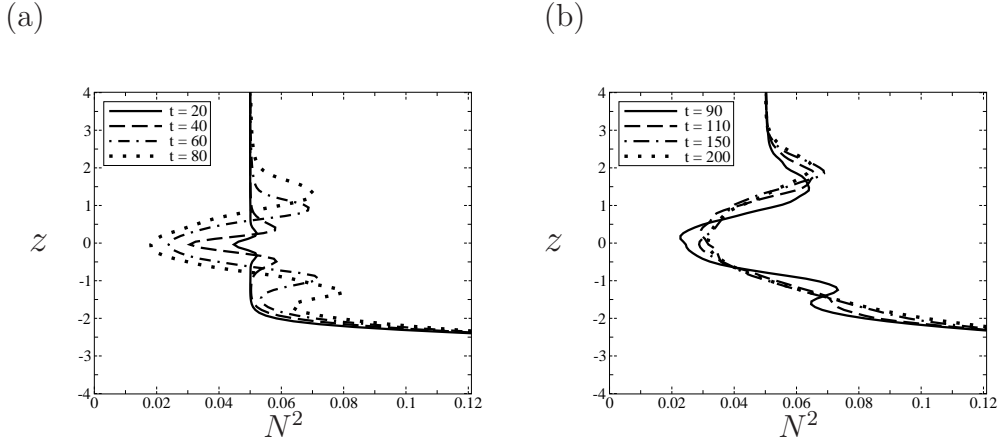 (a)
4
3
2
1
0
-1
-2
-3
-4
z
t = 20
t = 40
t = 60
t = 80
0 0.02 0.04 0.06 0.08 0.1 0.12
N²
(b)
4
3
2
1
0
-1
-2
-3
-4
z
t = 90
t = 110
t = 150
t = 200
0 0.02 0.04 0.06 0.08 0.1 0.12
N²